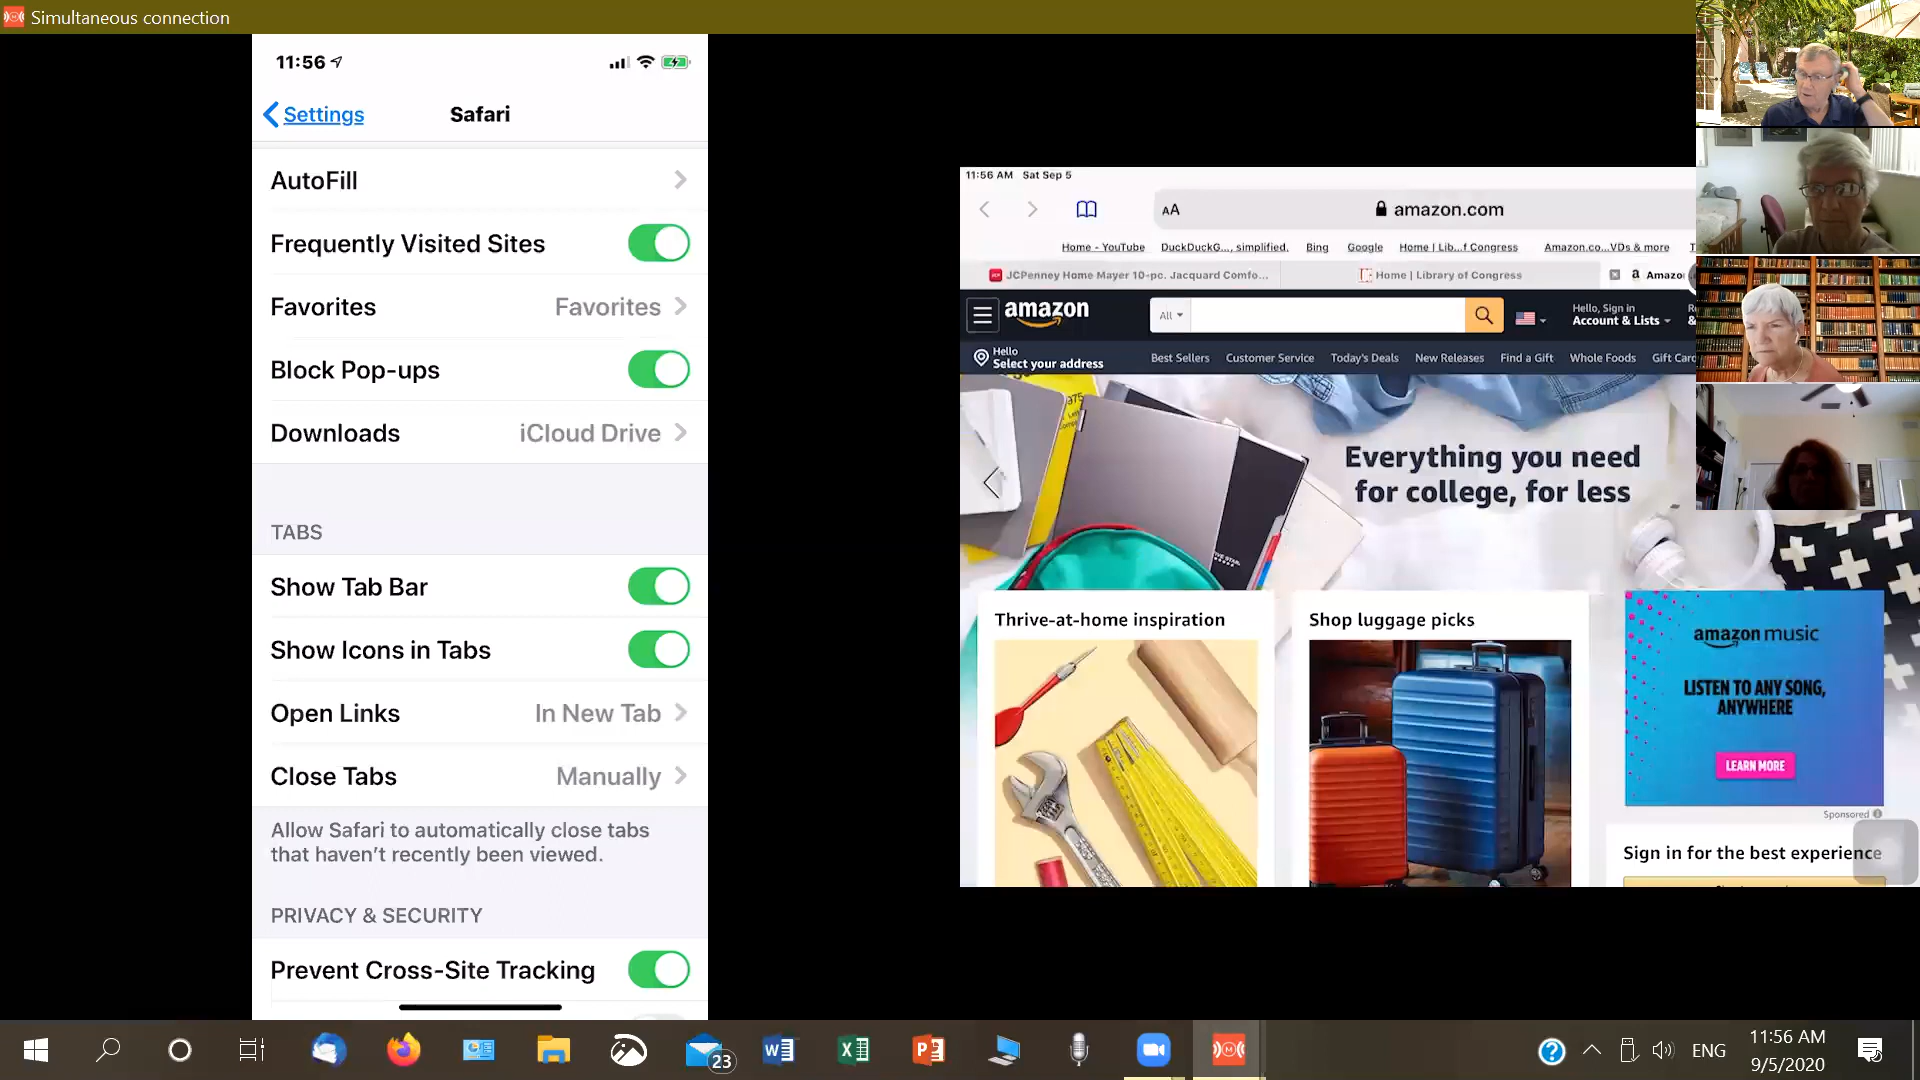 Simultaneous connection
11:56
Settings
Safari
AutoFill
Frequently Visited Sites
Favorites Favorites
Block Pop-ups
Downloads iCloud Drive
TABS
Show Tab Bar
Show Icons in Tabs
Open Links In New Tab
Close Tabs Manually
Allow Safari to automatically close tabs
that haven't recently been viewed.
PRIVACY & SECURITY
Prevent Cross-Site Tracking
11:56 AM Sat Sep 5
AA amazon.com
Home - YouTube DuckDuckG..., simplified. Bing Google Home | Lib...f Congress Amazon.co...VDs & more T
JCPenney Home Mayer 10-pc. Jacquard Comfo... Home | Library of Congress Amazo
amazon
All
Hello, Sign in
Account & Lists
R
&
Hello
Select your address
Best Sellers Customer Service Today's Deals New Releases Find a Gift Whole Foods Gift Car
Everything you need
for college, for less
Thrive-at-home inspiration
Shop luggage picks
amazon music
LISTEN TO ANY SONG,
ANYWHERE
LEARN MORE
Sponsored
Sign in for the best experience
23
ENG
11:56 AM
9/5/2020